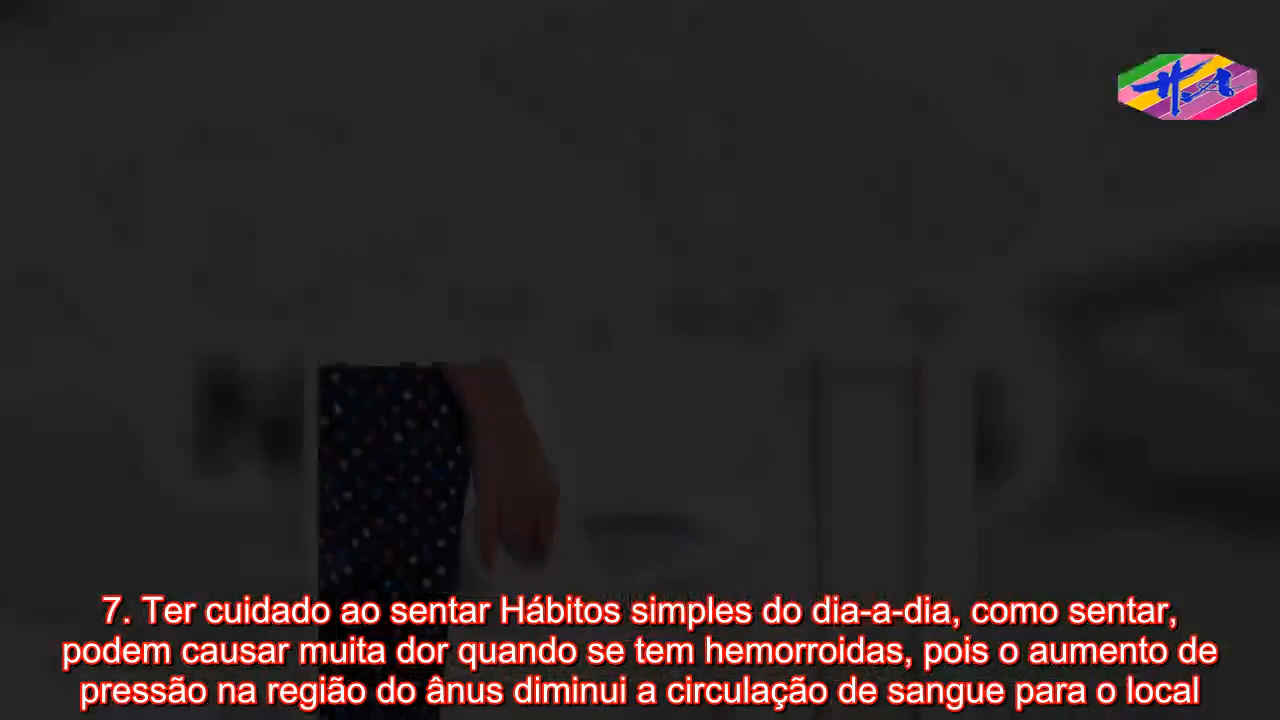 H.A
7. Ter cuidado ao sentar Hábitos simples do dia-a-dia, como sentar,
podem causar muita dor quando se tem hemorroidas, pois o aumento de
pressão na região do ânus diminui a circulação de sangue para o local